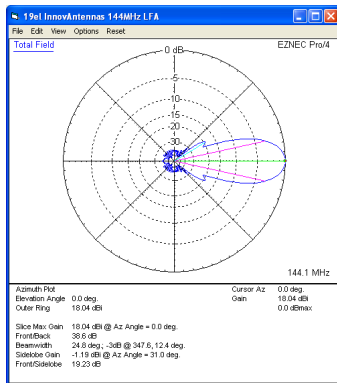 19el InnovAntennas 144MHz LFA
File Edit View Options Reset
Total Field
EZNEC Pro/4
0 dB
-5
-10
-15
-20
-30
144.1 MHz
Azimuth Plot
Elevation Angle 0.0 deg.
Outer Ring 18.04 dBi
Cursor Az 0.0 deg.
Gain 18.04 dBi
0.0 dBmax
Slice Max Gain 18.04 dBi @ Az Angle = 0.0 deg.
Front/Back 38.6 dB
Beamwidth 24.8 deg.; -3dB @ 347.6, 12.4 deg.
Sidelobe Gain -1.19 dBi @ Az Angle = 31.0 deg.
Front/Sidelobe 19.23 dB